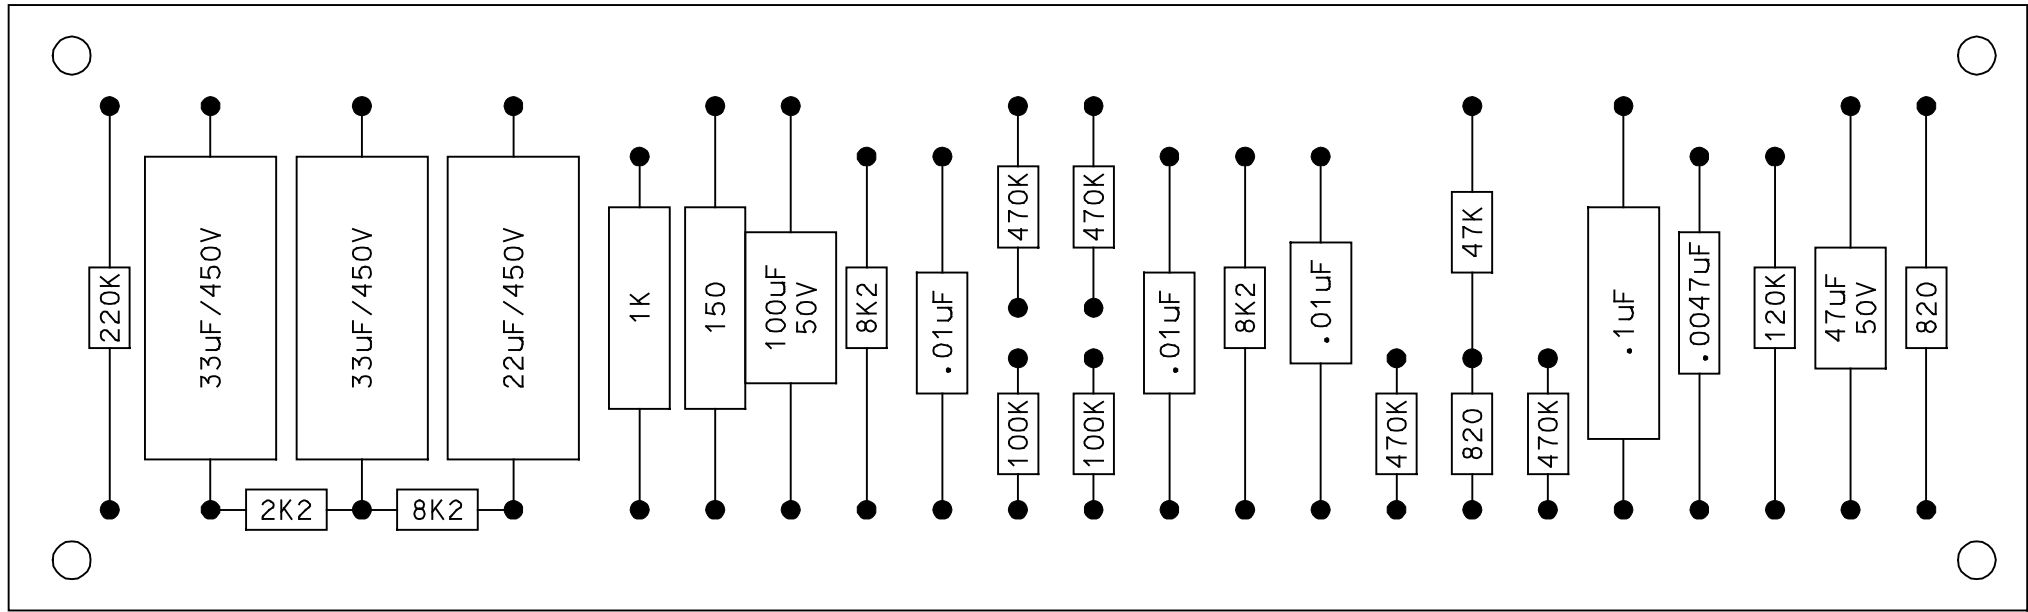 220K
33uF/450V
33uF/450V
22uF/450V
2K2
8K2
1K
150
100uF
50V
8K2
.01uF
470K
100K
470K
100K
.01uF
8K2
.01uF
470K
47K
820
470K
.1uF
.0047uF
120K
47uF
50V
820